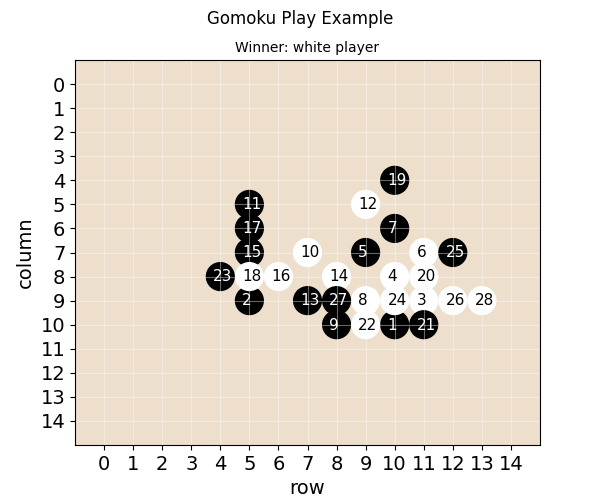 Gomoku Play Example
Winner: white player
0
1
2
3
4 19
5 11 12
6 17 7
7 15 10 5 6 25
8 23 18 16 14 4 20
9 2 13 27 8 24 3 26 28
10 9 22 1 21
11
12
13
14
column
0 1 2 3 4 5 6 7 8 9 10 11 12 13 14
row